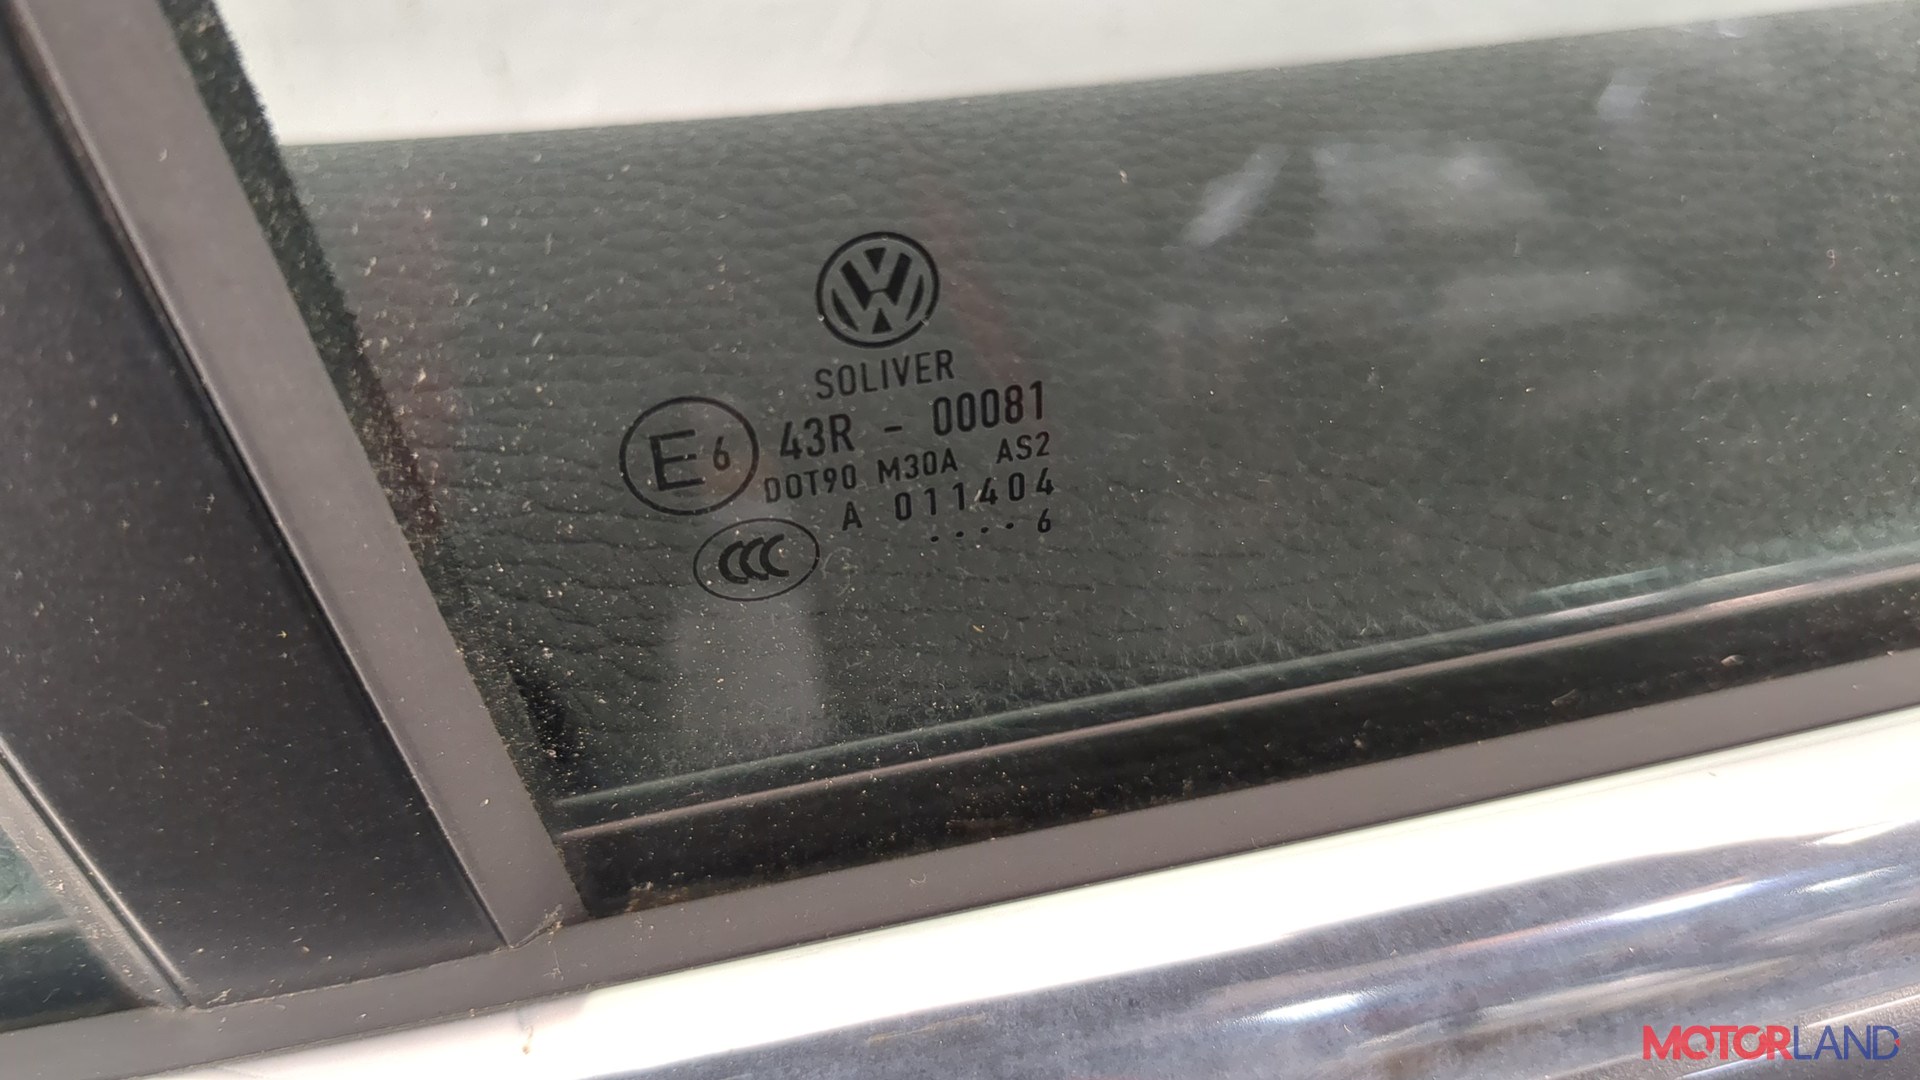 SOLIVER
E6 43R - 00081
DOT90 M30A AS2
A 011404
....6
CCC
MOTORLAND